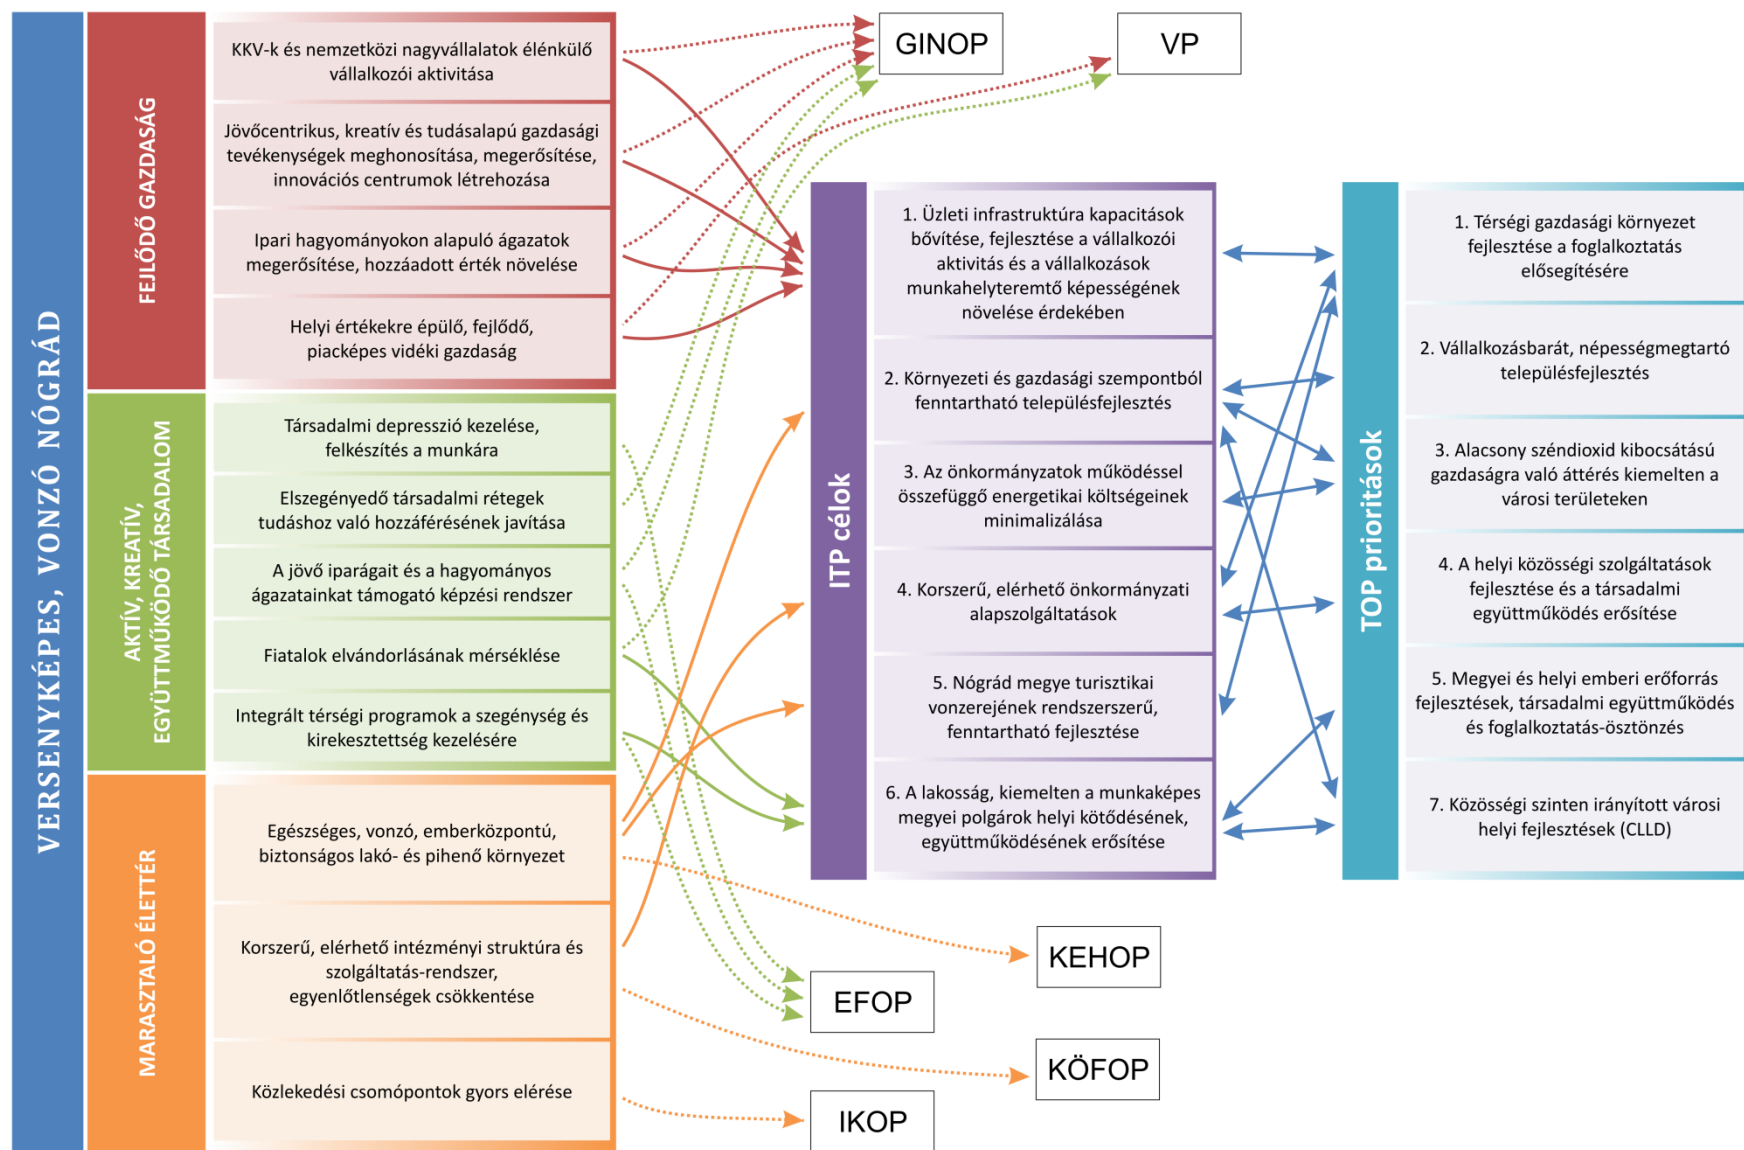 VERSENYKÉPES, VONZÓ NÓGRÁD
FEJLŐDŐ GAZDASÁG
KKV-k és nemzetközi nagyvállalatok élénkülő
vállalkozói aktivitása
Jövőcentrikus, kreatív és tudásalapú gazdasági
tevékenységek meghonosítása, megerősítése,
innovációs centrumok létrehozása
Ipari hagyományokon alapuló ágazatok
megerősítése, hozzáadott érték növelése
Helyi értékekre épülő, fejlődő,
piacképes vidéki gazdaság
AKTÍV, KREATÍV,
EGYÜTTMŰKÖDŐ TÁRSADALOM
Társadalmi depresszió kezelése,
felkészítés a munkára
Elszegényedő társadalmi rétegek
tudáshoz való hozzáférésének javítása
A jövő iparágait és a hagyományos
ágazatainkat támogató képzési rendszer
Fiatalok elvándorlásának mérséklése
Integrált térségi programok a szegénység és
kirekesztettség kezelésére
MARASZTALÓ ÉLETTÉR
Egészséges, vonzó, emberközpontú,
biztonságos lakó- és pihenő környezet
Korszerű, elérhető intézményi struktúra és
szolgáltatás-rendszer,
egyenlőtlenségek csökkentése
Közlekedési csomópontok gyors elérése
GINOP
VP
ITP célok
1. Üzleti infrastruktúra kapacitások
bővítése, fejlesztése a vállalkozói
aktivitás és a vállalkozások
munkahelyteremtő képességének
növelése érdekében
2. Környezeti és gazdasági szempontból
fenntartható településfejlesztés
3. Az önkormányzatok működéssel
összefüggő energetikai költségeinek
minimalizálása
4. Korszerű, elérhető önkormányzati
alapszolgáltatások
5. Nógrád megye turisztikai
vonzerejének rendszerszerű,
fenntartható fejlesztése
6. A lakosság, kiemelten a munkaképes
megyei polgárok helyi kötődésének,
együttműködésének erősítése
TOP prioritások
1. Térségi gazdasági környezet
fejlesztése a foglalkoztatás
elősegítésére
2. Vállalkozásbarát, népességmegtartó
településfejlesztés
3. Alacsony széndioxid kibocsátású
gazdaságra való áttérés kiemelten a
városi területeken
4. A helyi közösségi szolgáltatások
fejlesztése és a társadalmi
együttműködés erősítése
5. Megyei és helyi emberi erőforrás
fejlesztések, társadalmi együttműködés
és foglalkoztatás-ösztönzés
7. Közösségi szinten irányított városi
helyi fejlesztések (CLLD)
KEHOP
EFOP
KÖFOP
IKOP